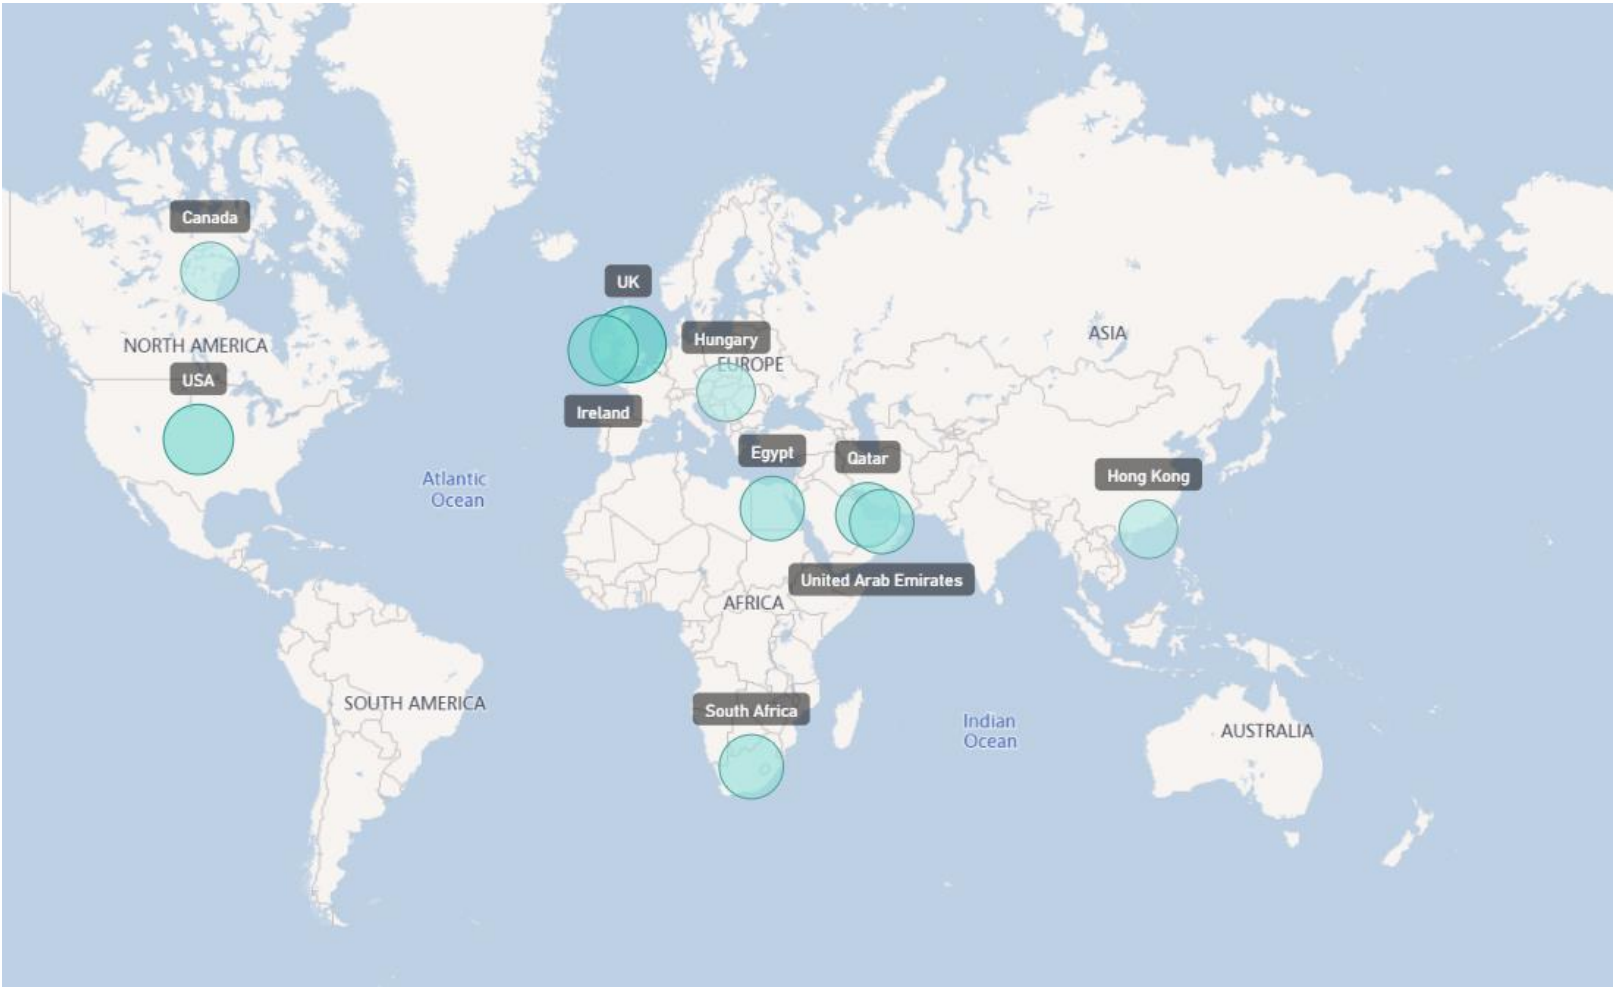 Canada
UK
ASIA
Hungary
NORTH AMERICA
EUROPE
USA
Ireland
Egypt
Qatar
Hong Kong
Atlantic
Ocean
United Arab Emirates
AFRICA
SOUTH AMERICA
South Africa
Indian
Ocean
AUSTRALIA